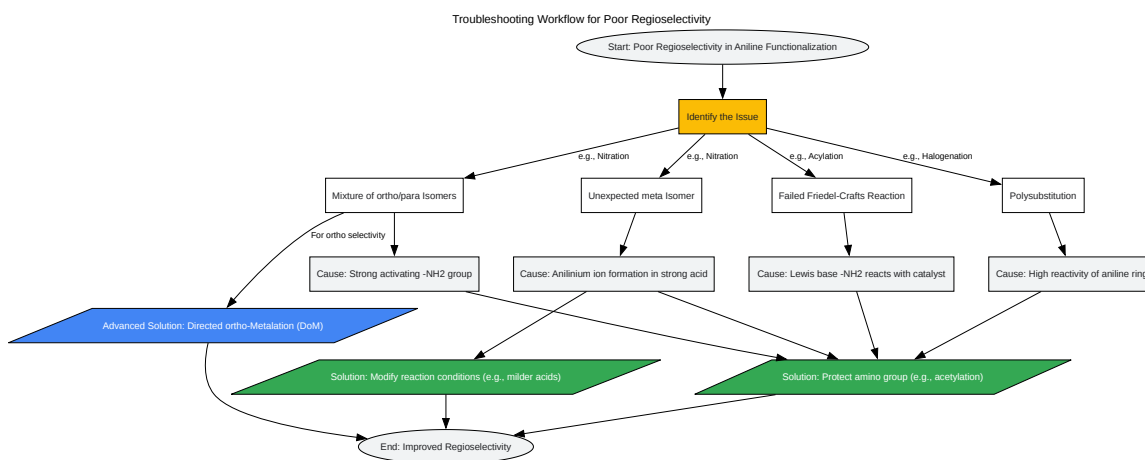 Troubleshooting Workflow for Poor Regioselectivity
Start: Poor Regioselectivity in Aniline Functionalization
Identify the Issue
e.g., Nitration
e.g., Nitration
e.g., Acylation
e.g., Halogenation
Mixture of ortho/para Isomers
Unexpected meta Isomer
Failed Friedel-Crafts Reaction
Polysubstitution
For ortho selectivity
Cause: Strong activating -NH2 group
Cause: Anilinium ion formation in strong acid
Cause: Lewis base -NH2 reacts with catalyst
Cause: High reactivity of aniline ring
Advanced Solution: Directed ortho-Metalation (DoM)
Solution: Modify reaction conditions (e.g., milder acids)
Solution: Protect amino group (e.g., acetylation)
End: Improved Regioselectivity